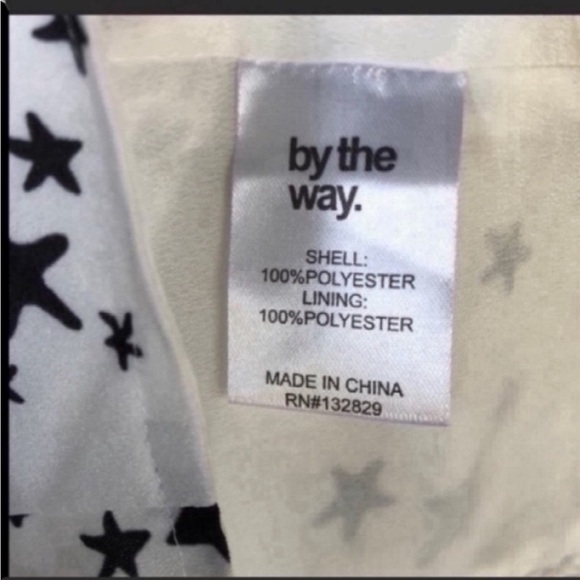 by the
way.
SHELL:
100%POLYESTER
LINING:
100%POLYESTER
MADE IN CHINA
RN#132829